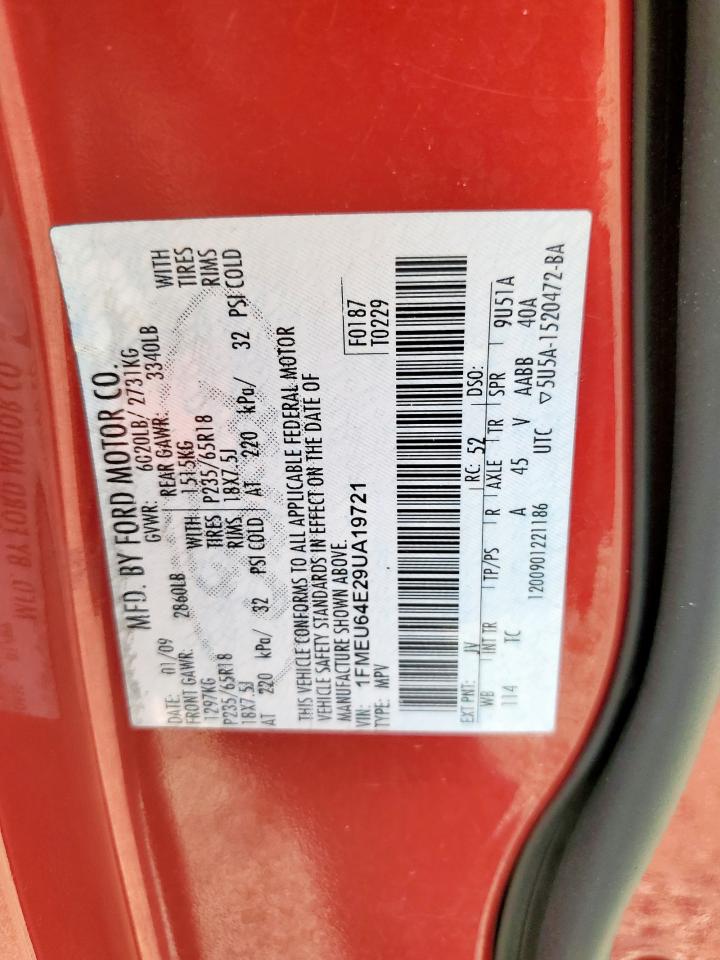 MFD. BY FORD MOTOR CO.
DATE: 01/09 GVWR: 6020LB/ 2731KG
FRONT GAWR: 2860LB REAR GAWR: 3340LB
1297KG WITH 1515KG WITH
P235/65R18 TIRES P235/65R18 TIRES
18X7.5J RIMS 18X7.5J RIMS
AT 220 kPa/ 32 PSI COLD AT 220 kPa/ 32 PSI COLD
THIS VEHICLE CONFORMS TO ALL APPLICABLE FEDERAL MOTOR
VEHICLE SAFETY STANDARDS IN EFFECT ON THE DATE OF
MANUFACTURE SHOWN ABOVE.
VIN: 1FMEU64E29UA19721 F0187
TYPE: MPV T0229
EXT PNT: JV RC: 52 DSO:
WB INT TR TP/PS R AXLE TR SPR 9U51A
114 TC A 45 V AABB 40A
1200901221186 UTC ▽5U5A-1520472-BA